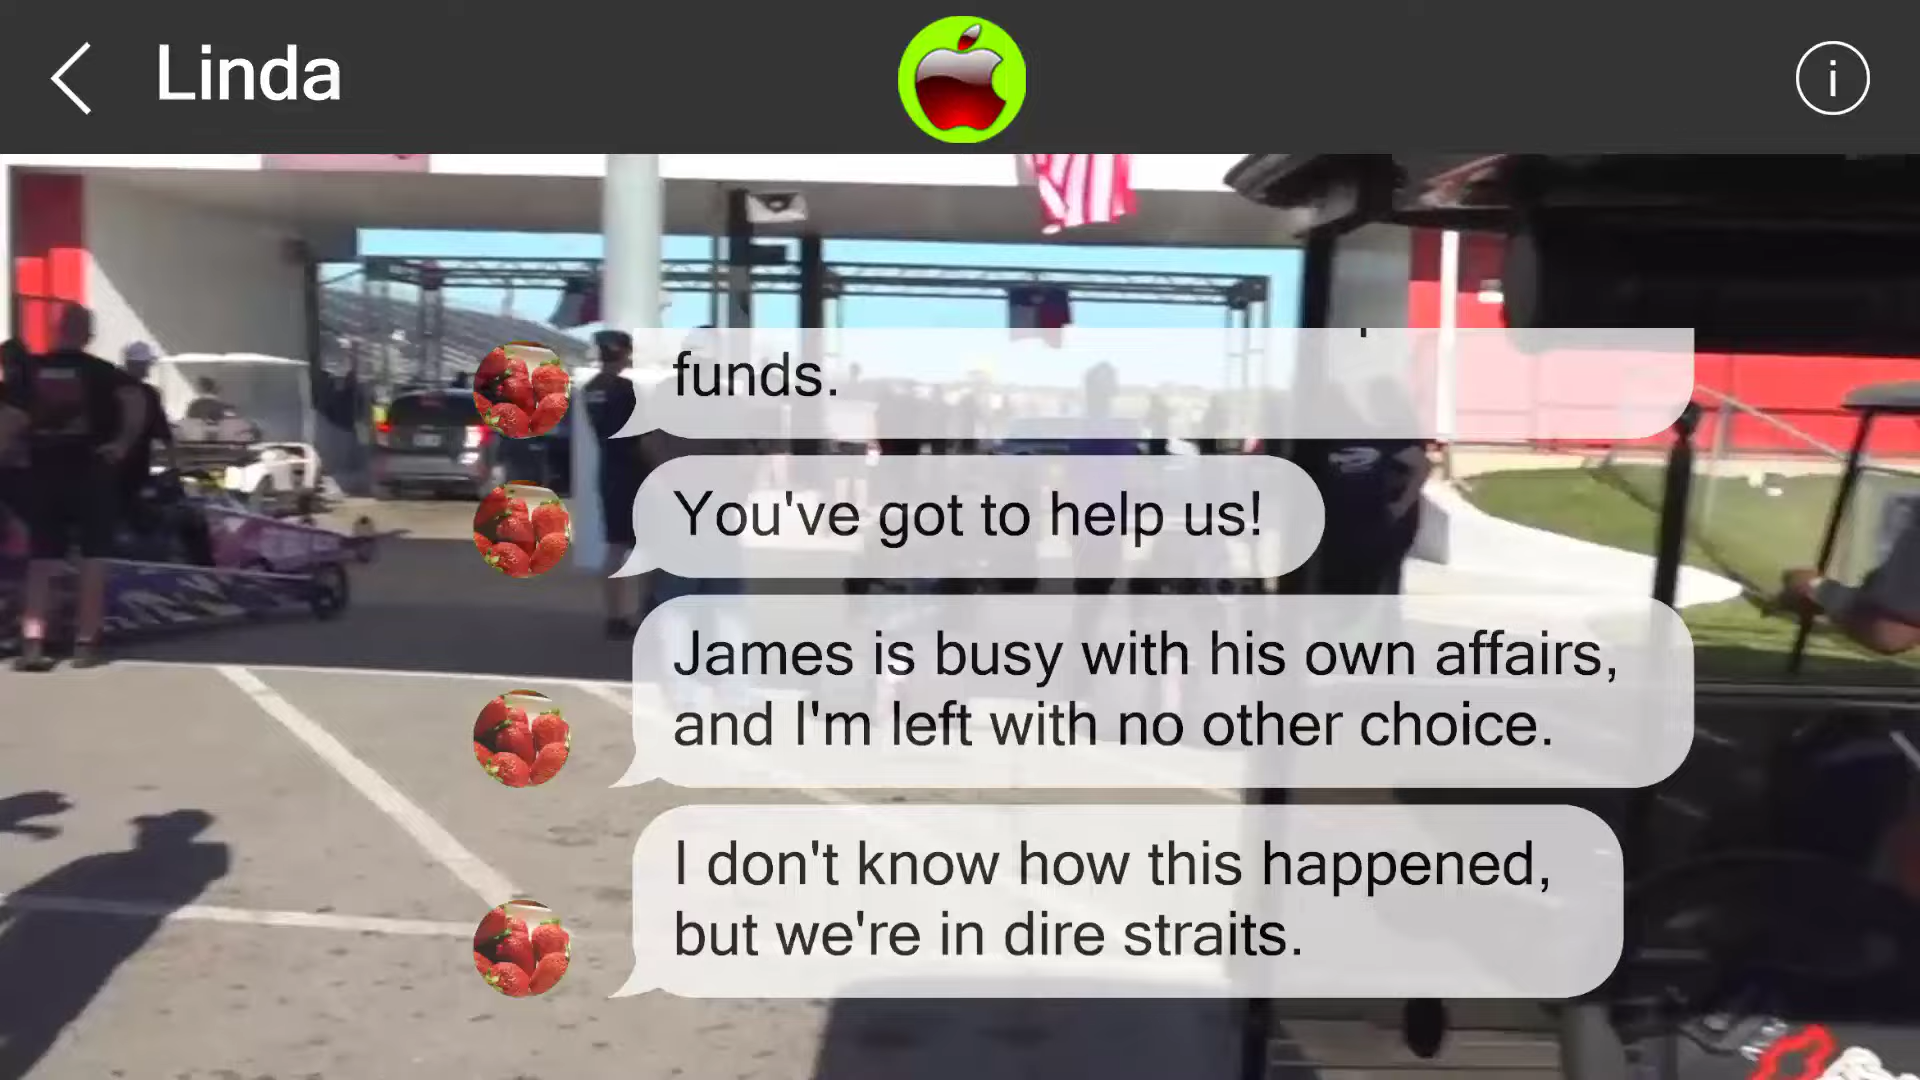 Linda
funds.
You've got to help us!
James is busy with his own affairs,
and I'm left with no other choice.
I don't know how this happened,
but we're in dire straits.